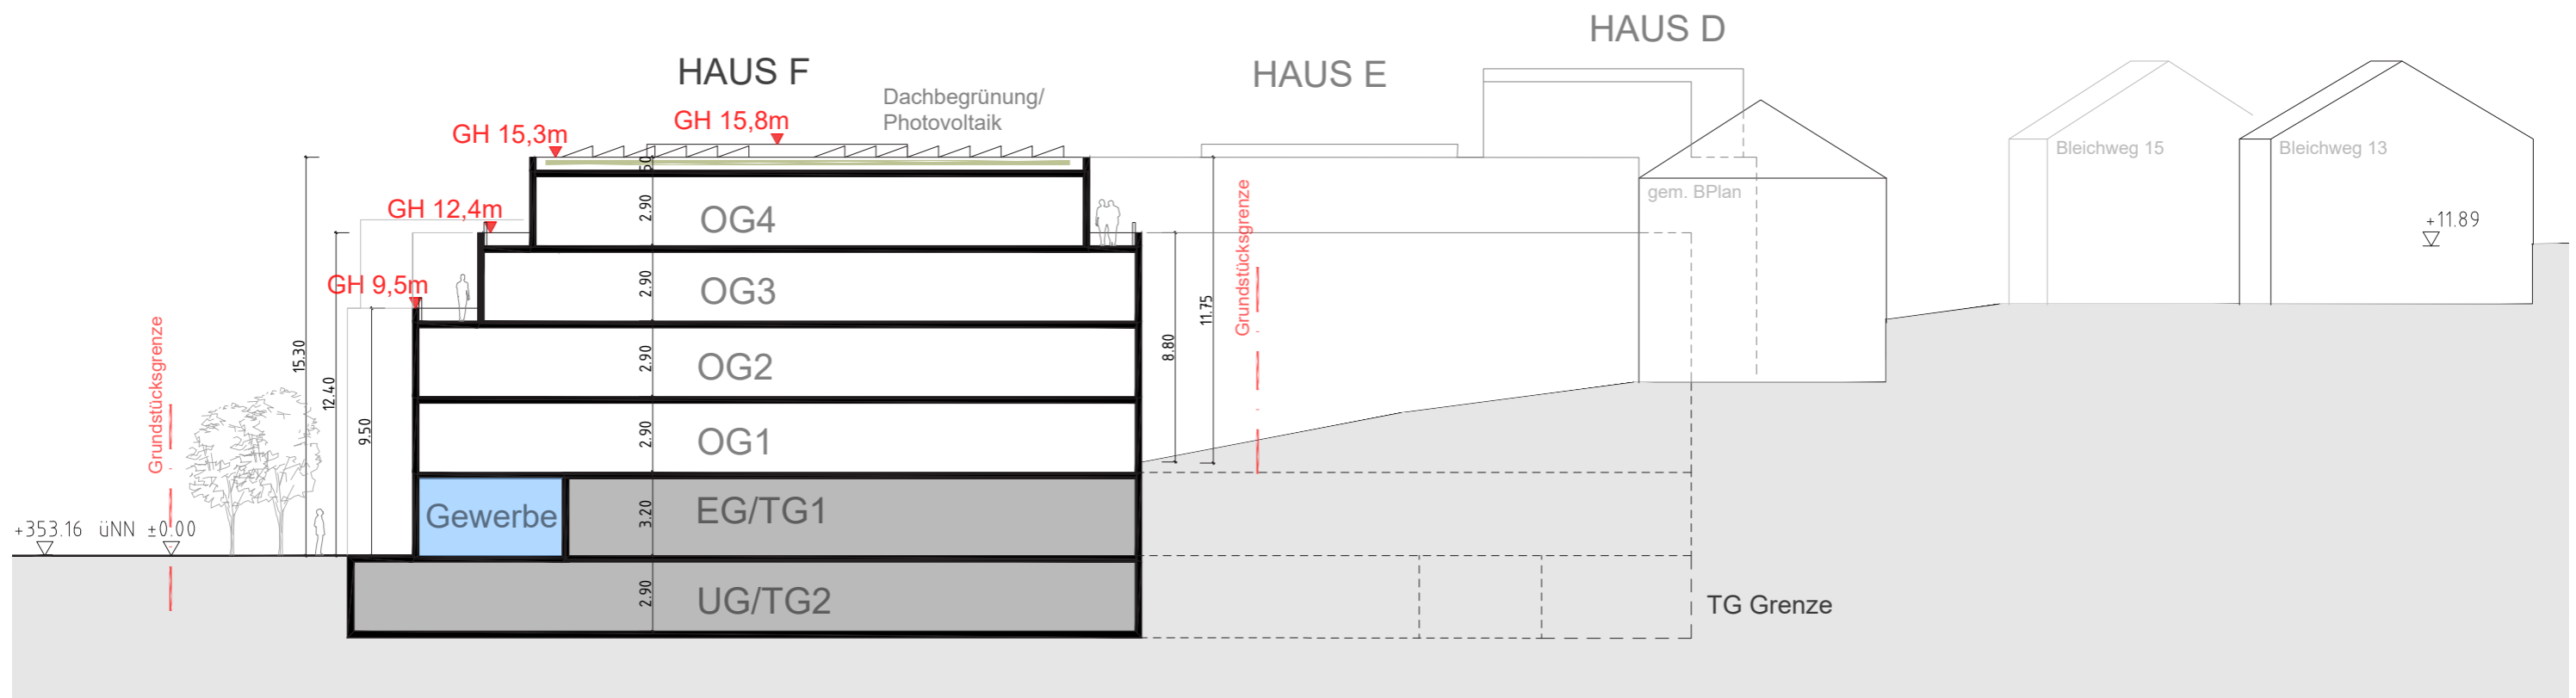 HAUS D
HAUS F
HAUS E
Dachbegrünung/
Photovoltaik
GH 15,8m
GH 15,3m
GH 12,4m
GH 9,5m
Bleichweg 15
Bleichweg 13
gem. BPlan
+11.89
.50
2.90
OG4
2.90
OG3
2.90
OG2
2.90
OG1
3.20
EG/TG1
Gewerbe
2.90
UG/TG2
15.30
12.40
9.50
8.80
11.75
Grundstücksgrenze
Grundstücksgrenze
+353.16 üNN ±0.00
TG Grenze